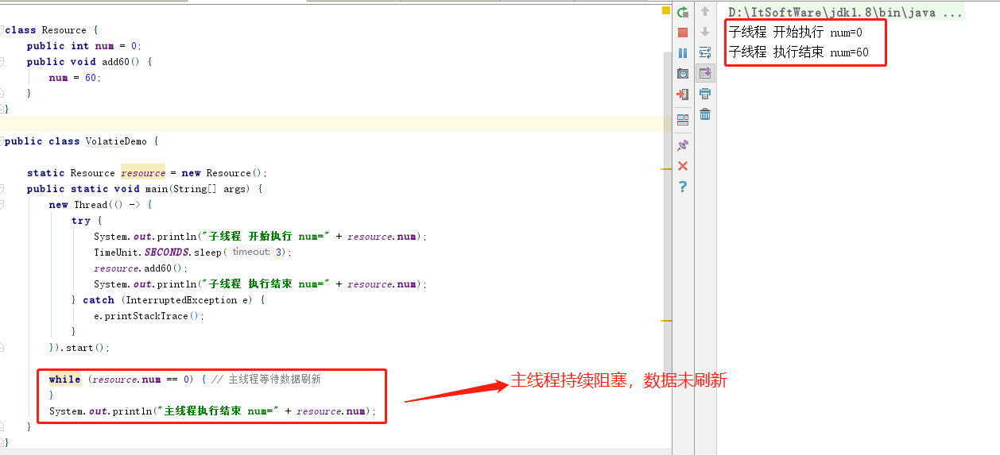 class Resource {
public int num = 0;
public void add60() {
num = 60;
}
}
public class VolatieDemo {
static Resource resource = new Resource();
public static void main(String[] args) {
new Thread(() -> {
try {
System.out.println("子线程 开始执行 num=" + resource.num);
TimeUnit.SECONDS.sleep( timeout: 3);
resource.add60();
System.out.println("子线程 执行结束 num=" + resource.num);
} catch (InterruptedException e) {
e.printStackTrace();
}
}).start();
while (resource.num == 0) { // 主线程等待数据刷新
}
System.out.println("主线程执行结束 num=" + resource.num);
}
}
主线程持续阻塞，数据未刷新
D:\ItSoftWare\jdk1.8\bin\java ...
子线程 开始执行 num=0
子线程 执行结束 num=60